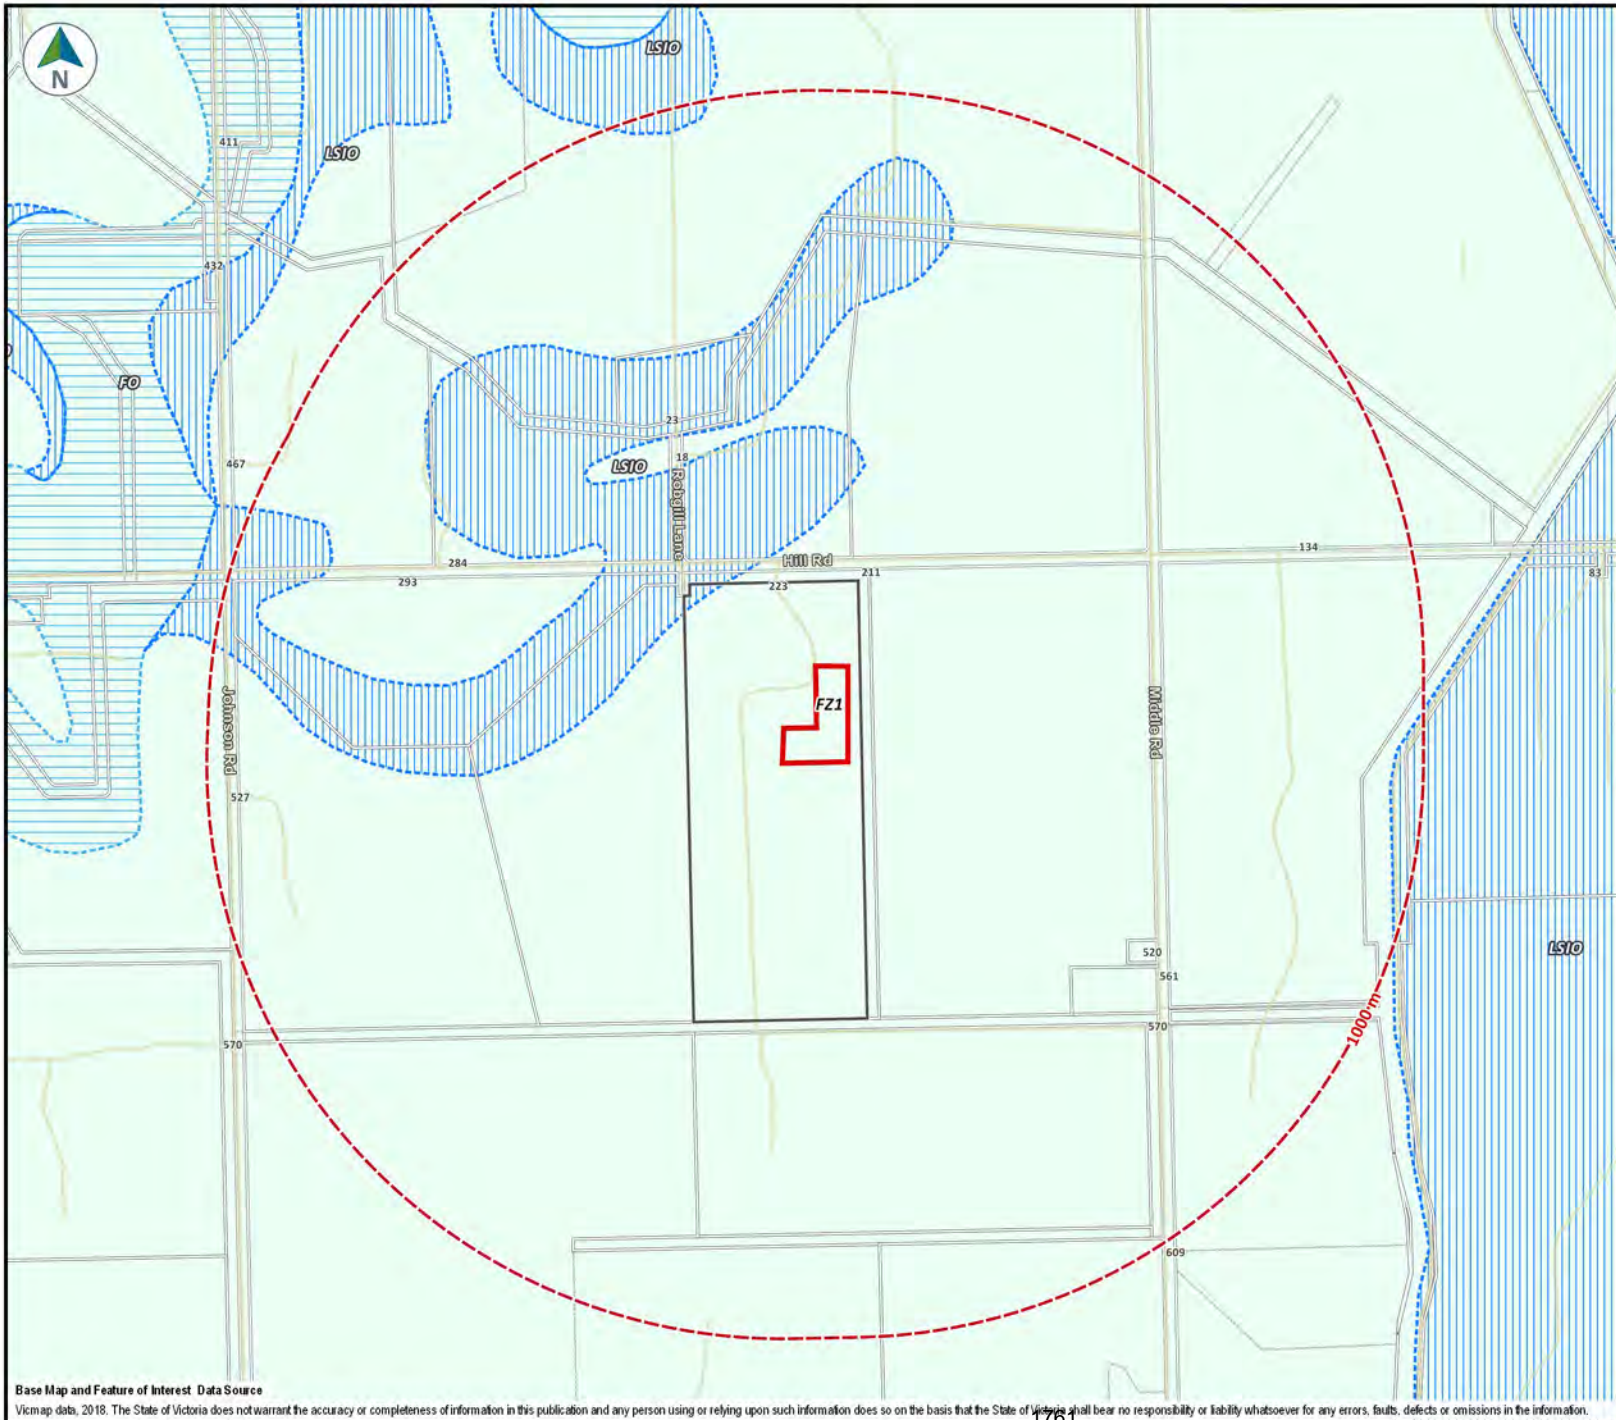 N
LSIO
411
LSIO
432
FO
23
467
LSIO
18
Robgill Lane
Hill Rd
134
284
211
83
293
223
Johnson Rd
Middle Rd
FZ1
527
520
LSIO
561
1000 m
570
570
609
Base Map and Feature of Interest Data Source
Vicmap data, 2018. The State of Victoria does not warrant the accuracy or completeness of information in this publication and any person using or relying upon such information does so on the basis that the State of Victoria shall bear no responsibility or liability whatsoever for any errors, faults, defects or omissions in the information.
1761